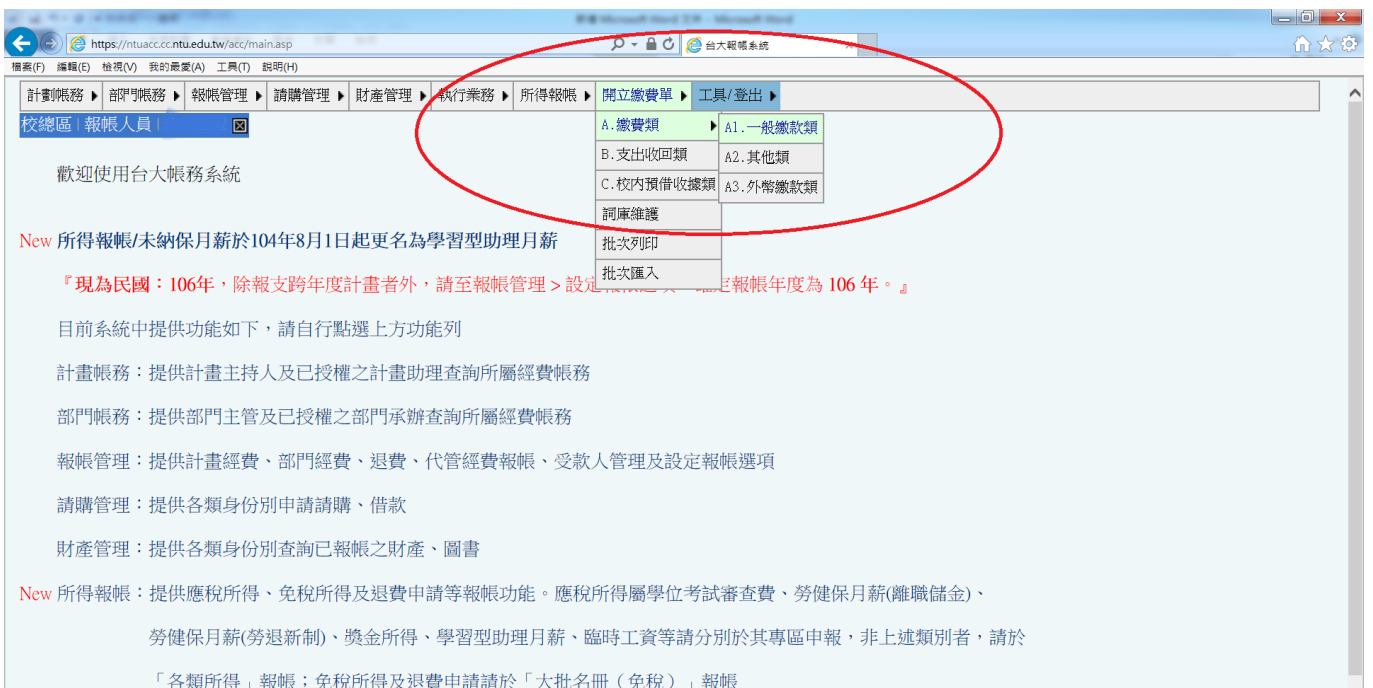 https://ntuacc.cc.ntu.edu.tw/acc/main.asp
台大報帳系統
檔案(F) 編輯(E) 檢視(V) 我的最愛(A) 工具(T) 說明(H)
計劃帳務 部門帳務 報帳管理 請購管理 財產管理 執行業務 所得報帳 開立繳費單 工具/登出
校總區|報帳人員|
A.繳費類 A1.一般繳款類
B.支出收回類 A2.其他類
C.校內預借收據類 A3.外幣繳款類
詞庫維護
批次列印
批次匯入
歡迎使用台大帳務系統
New 所得報帳/未納保月薪於104年8月1日起更名為學習型助理月薪
『現為民國：106年，除報支跨年度計畫者外，請至報帳管理 > 設定報帳年度為 106 年。』
目前系統中提供功能如下，請自行點選上方功能列
計畫帳務：提供計畫主持人及已授權之計畫助理查詢所屬經費帳務
部門帳務：提供部門主管及已授權之部門承辦查詢所屬經費帳務
報帳管理：提供計畫經費、部門經費、退費、代管經費報帳、受款人管理及設定報帳選項
請購管理：提供各類身份別申請請購、借款
財產管理：提供各類身份別查詢已報帳之財產、圖書
New 所得報帳：提供應稅所得、免稅所得及退費申請等報帳功能。應稅所得屬學位考試審查費、勞健保月薪(離職儲金)、
勞健保月薪(勞退新制)、獎金所得、學習型助理月薪、臨時工資等請分別於其專區申報，非上述類別者，請於
「各類所得」報帳；免稅所得及退費申請請於「大批名冊（免稅）」報帳